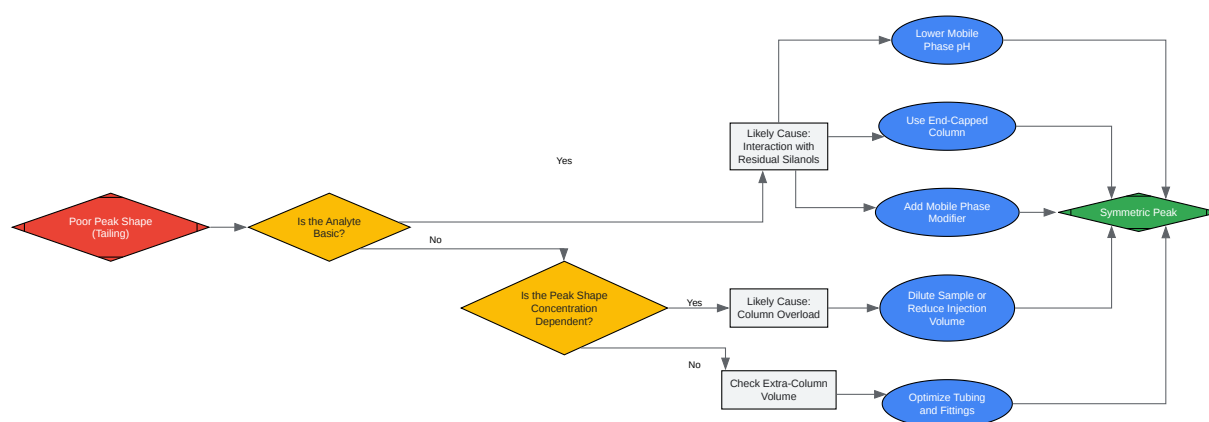 Poor Peak Shape
(Tailing)
Is the Analyte
Basic?
Yes
Likely Cause:
Interaction with
Residual Silanols
Lower Mobile
Phase pH
Use End-Capped
Column
Add Mobile Phase
Modifier
Symmetric Peak
No
Is the Peak Shape
Concentration
Dependent?
Yes
Likely Cause:
Column Overload
Dilute Sample or
Reduce Injection
Volume
No
Check Extra-Column
Volume
Optimize Tubing
and Fittings